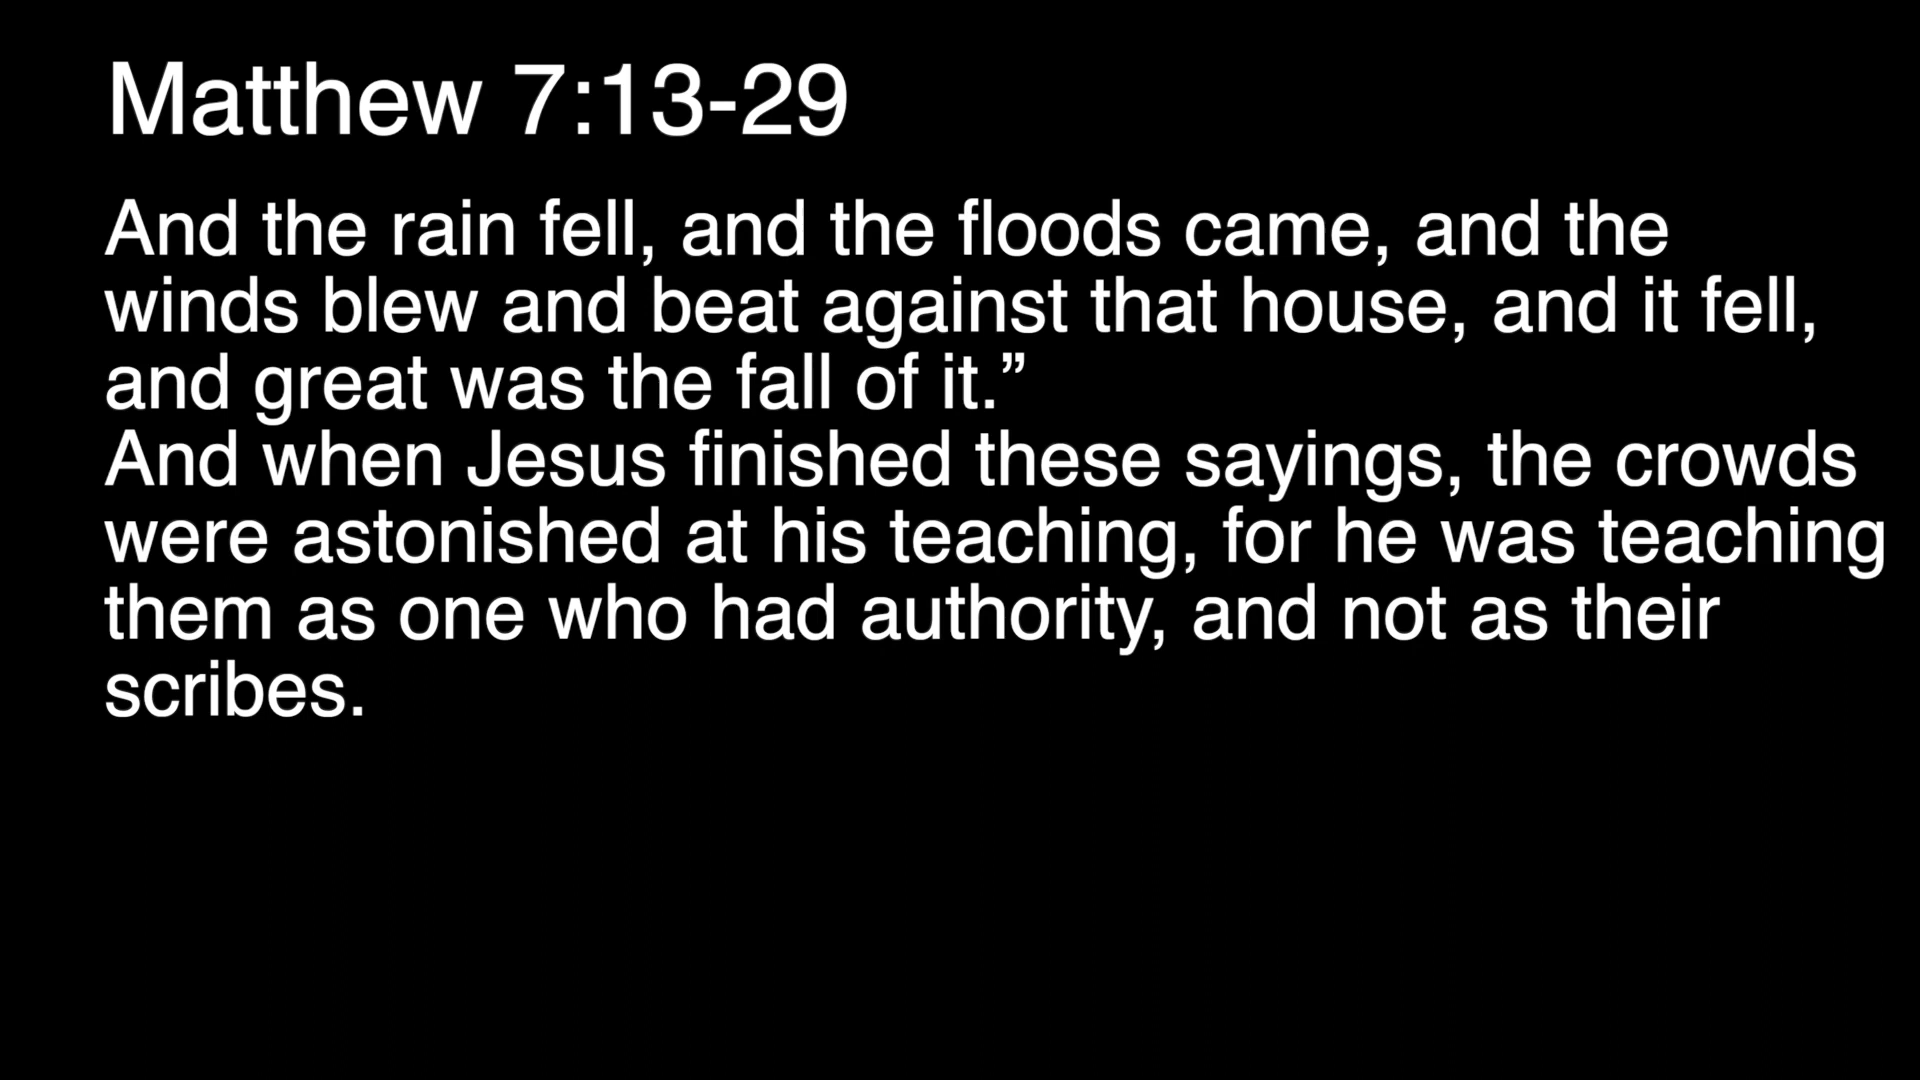 Matthew 7:13-29
And the rain fell, and the floods came, and the
winds blew and beat against that house, and it fell,
and great was the fall of it.”
And when Jesus finished these sayings, the crowds
were astonished at his teaching, for he was teaching
them as one who had authority, and not as their
scribes.